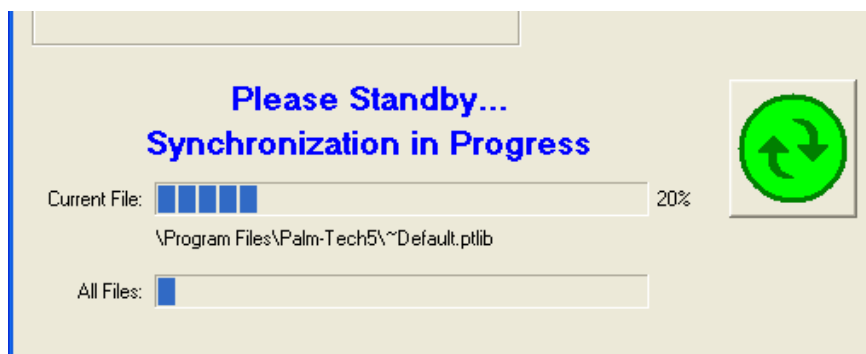 Please Standby...
Synchronization in Progress
Current File: 20%
\Program Files\Palm-Tech5\~Default.ptlib
All Files: